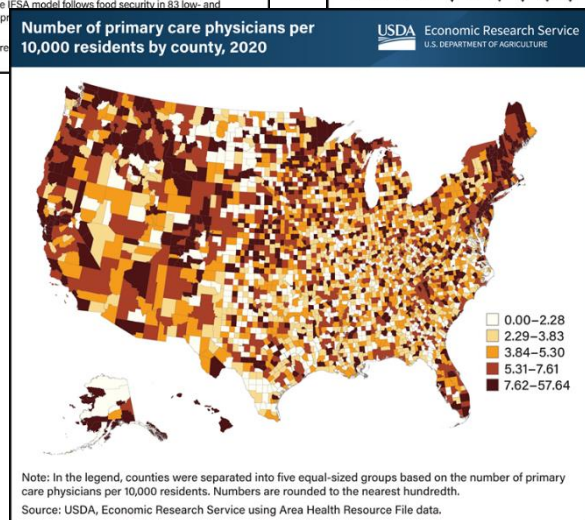 IFSA model follows food security in 83 low- and
Number of primary care physicians per
10,000 residents by county, 2020
USDA Economic Research Service
U.S. DEPARTMENT OF AGRICULTURE
0.00–2.28
2.29–3.83
3.84–5.30
5.31–7.61
7.62–57.64
Note: In the legend, counties were separated into five equal-sized groups based on the number of primary
care physicians per 10,000 residents. Numbers are rounded to the nearest hundredth.
Source: USDA, Economic Research Service using Area Health Resource File data.